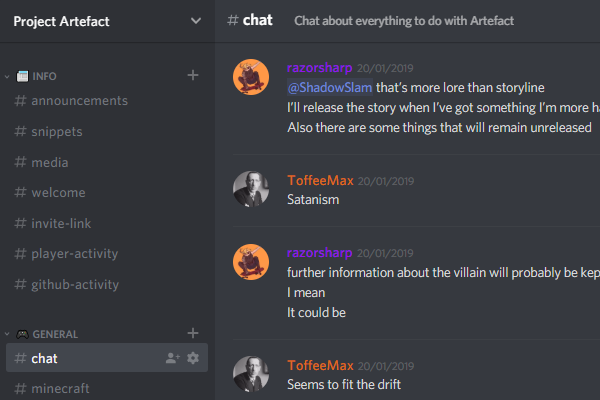 Project Artefact
INFO
# announcements
# snippets
# media
# welcome
# invite-link
# player-activity
# github-activity
GENERAL
# chat
# minecraft
# chat Chat about everything to do with Artefact
razorsharp 20/01/2019
@ShadowSlam that's more lore than storyline
I'll release the story when I've got something I'm more
Also there are some things that will remain unreleased
ToffeeMax 20/01/2019
Satanism
razorsharp 20/01/2019
further information about the villain will probably be kep
I mean
It could be
ToffeeMax 20/01/2019
Seems to fit the drift